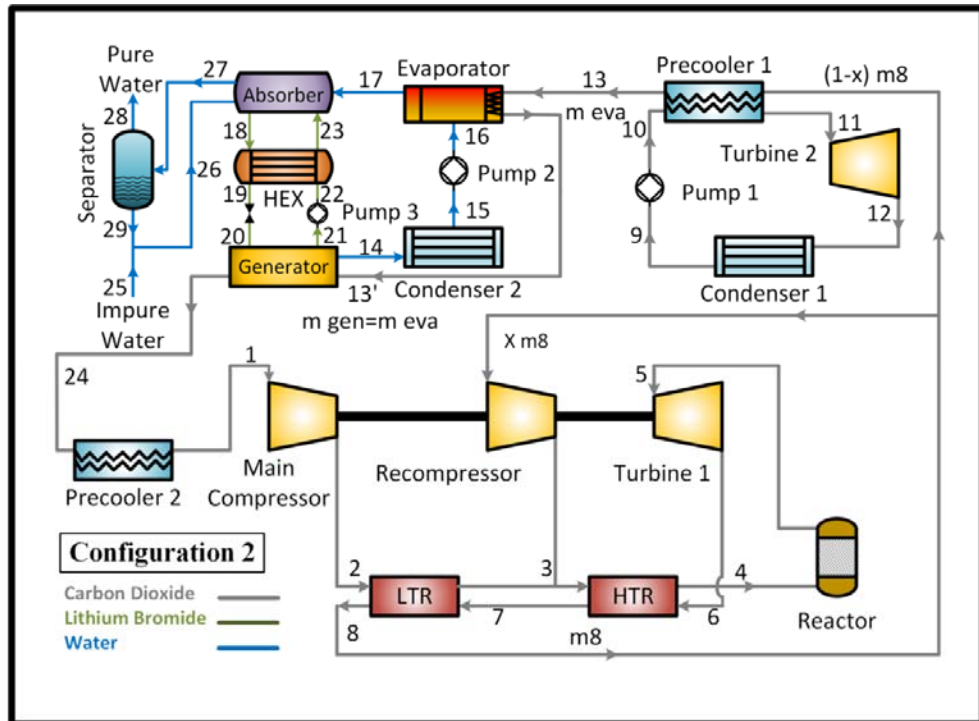 Pure
Water
27
17
Evaporator
13
Precooler 1
(1-x) m8
Absorber
m eva
28
18
23
16
10
11
Turbine 2
Separator
26
HEX
Pump 2
Pump 1
19
22
Pump 3
15
12
29
20
21
14
9
Generator
25
Condenser 2
Condenser 1
13'
Impure
Water
m gen=m eva
X m8
24
1
5
Main
Compressor
Recompressor
Turbine 1
Precooler 2
Configuration 2
2
3
4
Carbon Dioxide
LTR
HTR
Lithium Bromide
8
7
6
Reactor
Water
m8